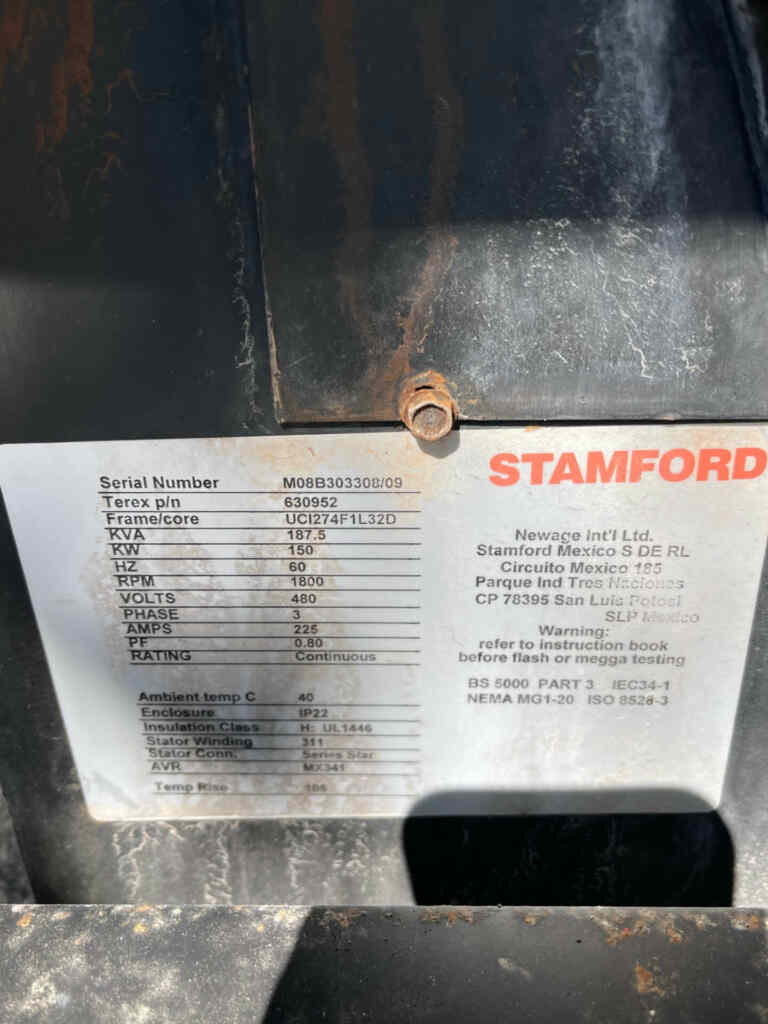 STAMFORD
Serial Number M08B303308/09
Terex p/n 630952
Frame/core UCI274F1L32D
KVA 187.5
KW 150
HZ 60
RPM 1800
VOLTS 480
PHASE 3
AMPS 225
PF 0.80
RATING Continuous
Ambient temp C 40
Enclosure IP22
Insulation Class H: UL1446
Stator Winding 311
Stator Conn. Series Star
AVR MX341
Temp Rise
Newage Int'l Ltd.
Stamford Mexico S DE RL
Circuito Mexico 185
Parque Ind Tres Naciones
CP 78395 San Luis Potosi
SLP Mexico
Warning:
refer to instruction book
before flash or megga testing
BS 5000 PART 3 IEC34-1
NEMA MG1-20 ISO 8528-3